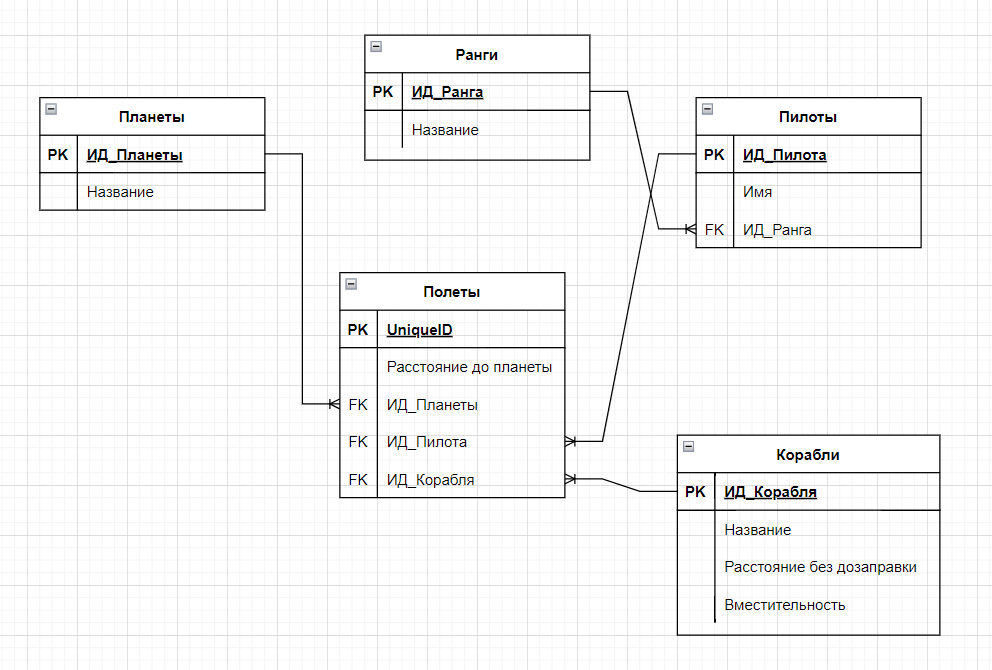 Ранги
PK ИД_Ранга
Название
Планеты
PK ИД_Планеты
Название
Пилоты
PK ИД_Пилота
Имя
FK ИД_Ранга
Полеты
PK UniqueID
Расстояние до планеты
FK ИД_Планеты
FK ИД_Пилота
FK ИД_Корабля
Корабли
PK ИД_Корабля
Название
Расстояние без дозаправки
Вместительность